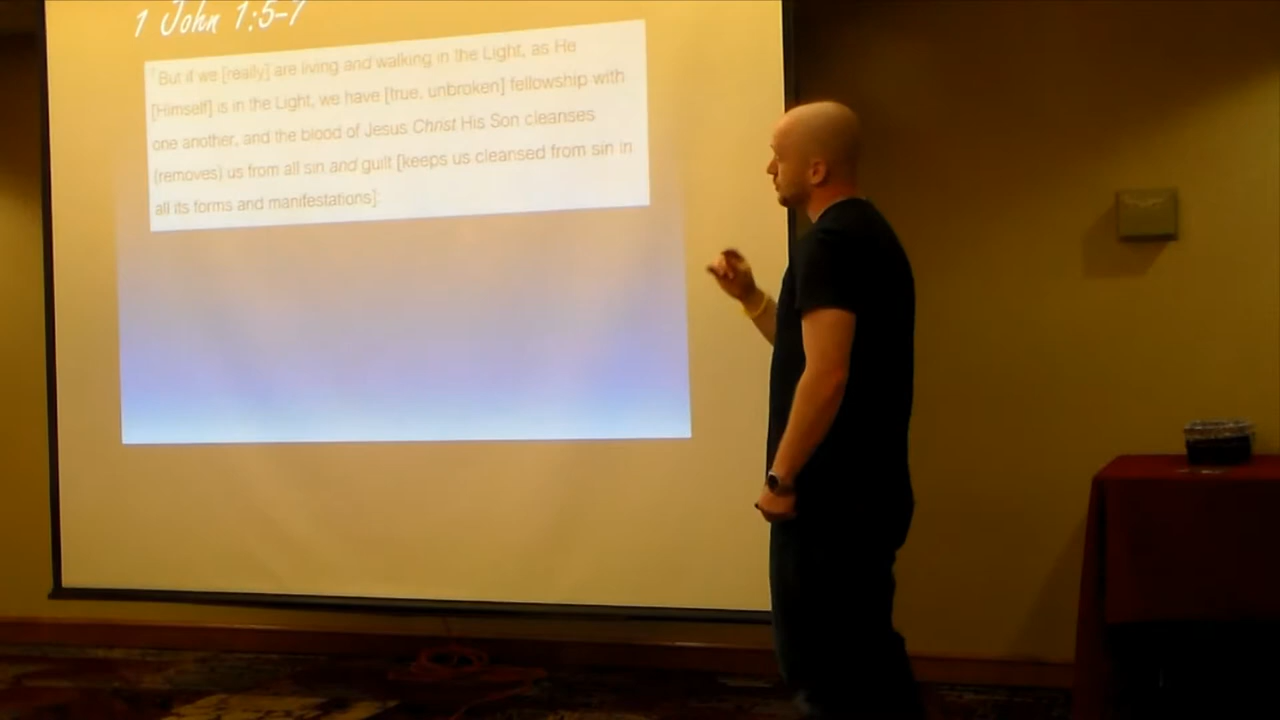 1 John 1:5-7
7 But if we [really] are living and walking in the Light, as He
[Himself] is in the Light, we have [true, unbroken] fellowship with
one another, and the blood of Jesus Christ His Son cleanses
(removes) us from all sin and guilt [keeps us cleansed from sin in
all its forms and manifestations].